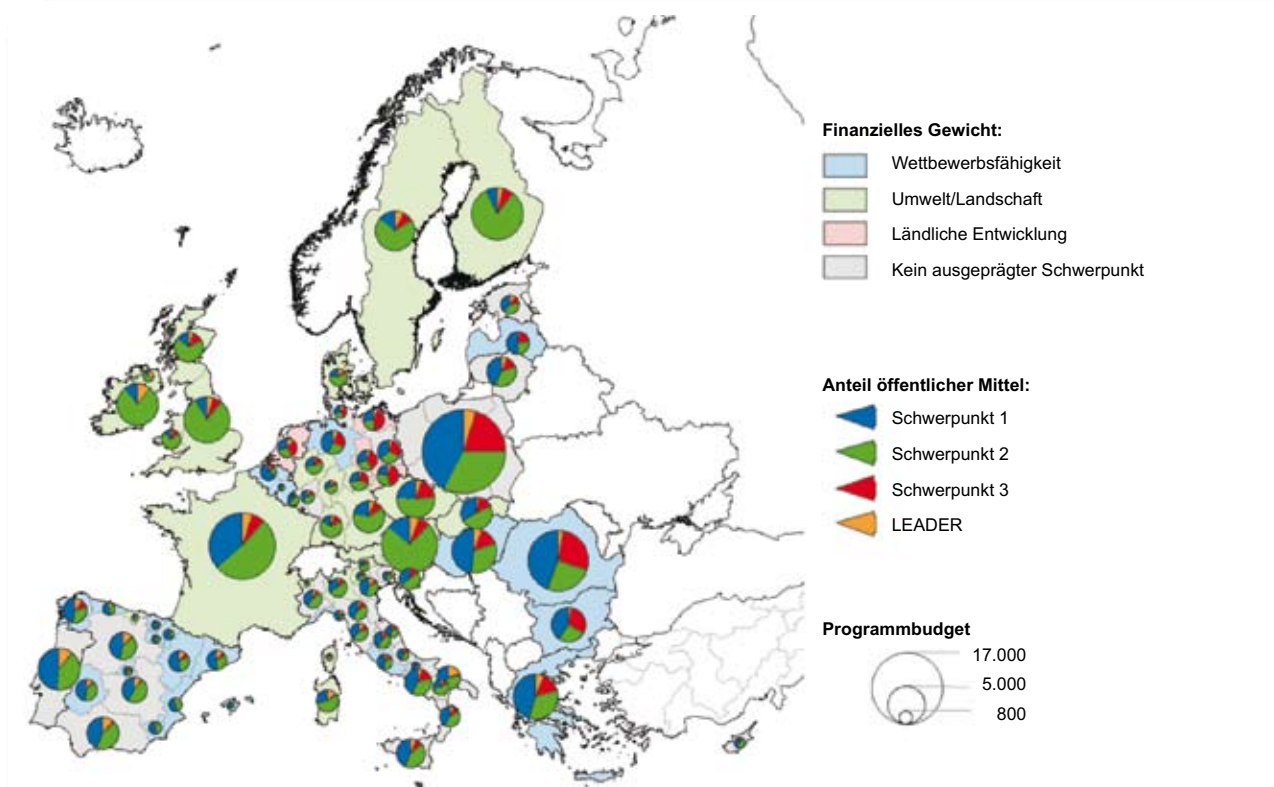 Finanzielles Gewicht:
Wettbewerbsfähigkeit
Umwelt/Landschaft
Ländliche Entwicklung
Kein ausgeprägter Schwerpunkt
Anteil öffentlicher Mittel:
Schwerpunkt 1
Schwerpunkt 2
Schwerpunkt 3
LEADER
Programmbudget
17.000
5.000
800